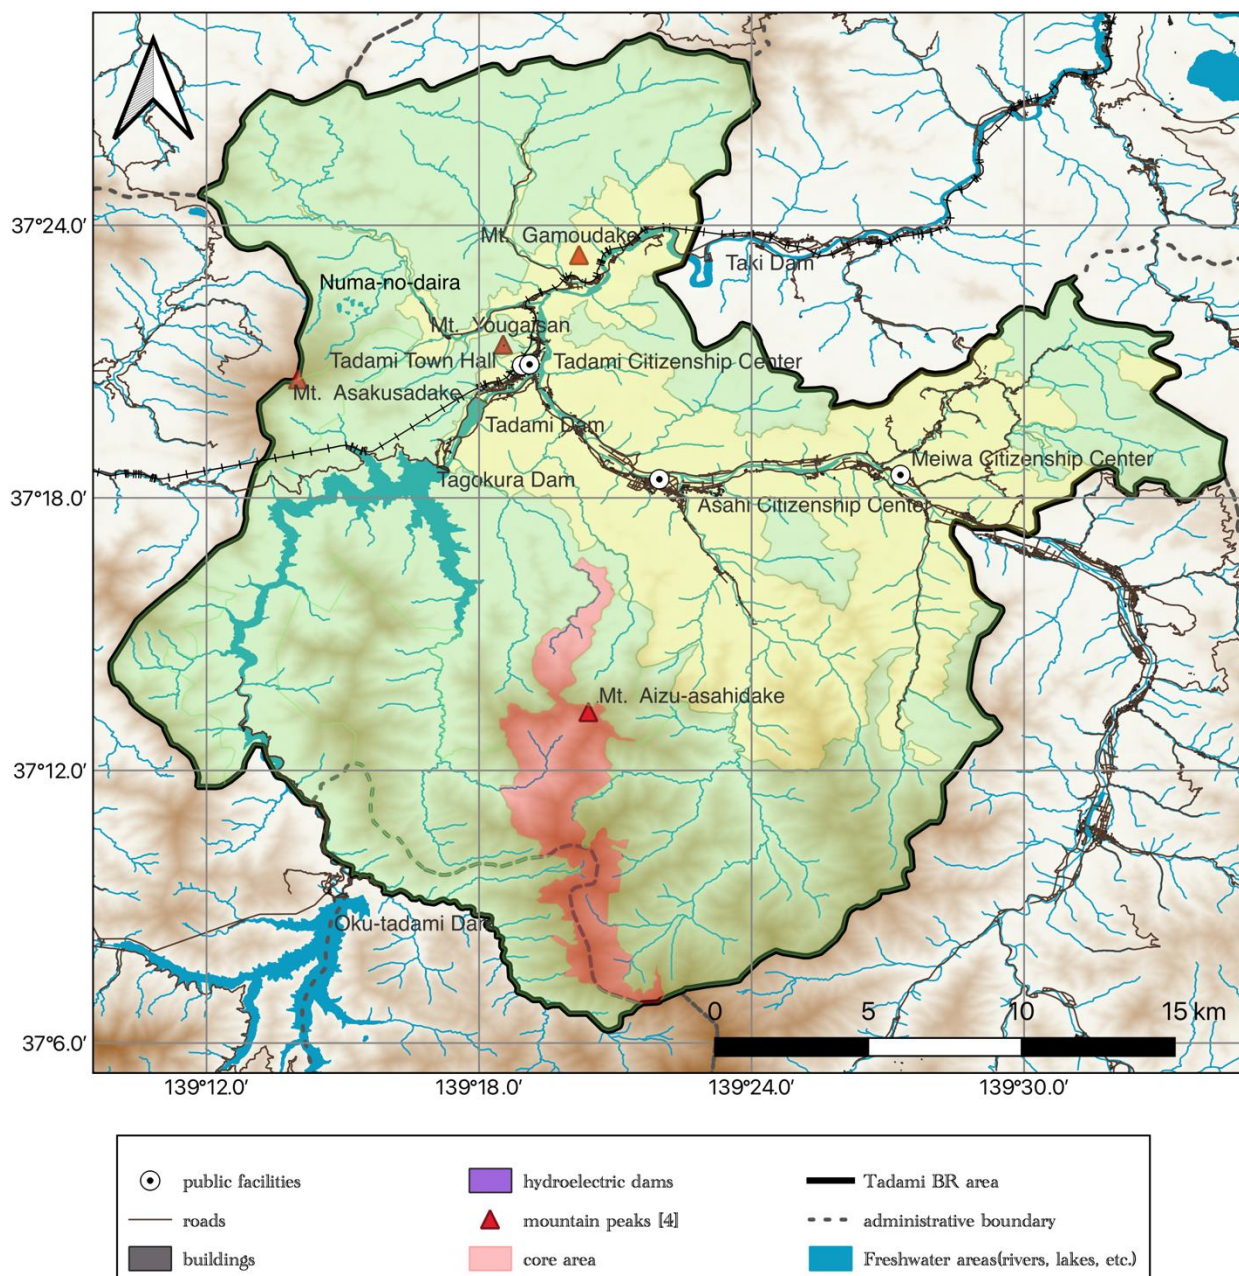 37°24.0'
Mt. Gamoudake
Taki Dam
Numa-no-daira
Mt. Yougaisan
Tadami Town Hall
Tadami Citizenship Center
Mt. Asakusadake
Tadami Dam
Meiwa Citizenship Center
Tagokura Dam
37°18.0'
Asahi Citizenship Center
Mt. Aizu-asahidake
37°12.0'
Oku-tadami Dam
0 5 10 15 km
37°6.0'
139°12.0' 139°18.0' 139°24.0' 139°30.0'
public facilities hydroelectric dams Tadami BR area
roads mountain peaks [4] administrative boundary
buildings core area Freshwater areas(rivers, lakes, etc.)